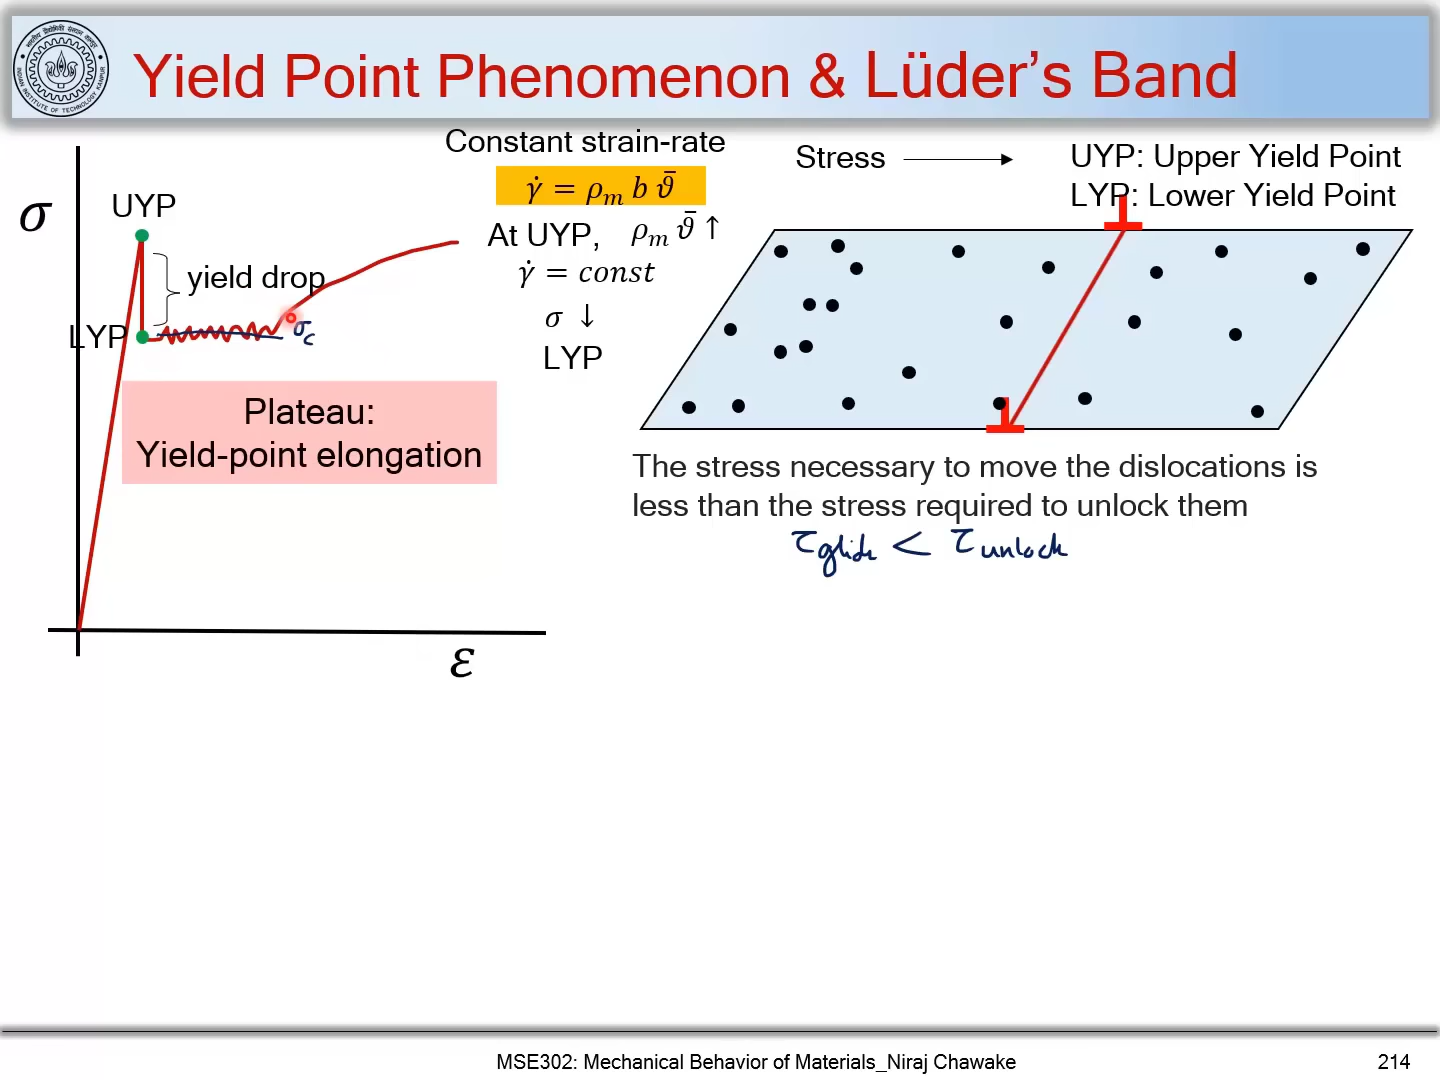 Yield Point Phenomenon & Lüder's Band
Constant strain-rate
γ̇ = ρₘ b ϑ̄
At UYP, ρₘ ϑ̄ ↑
γ̇ = const
σ ↓
LYP
σ
UYP
yield drop
LYP
σc
Plateau:
Yield-point elongation
ε
Stress
UYP: Upper Yield Point
LYP: Lower Yield Point
The stress necessary to move the dislocations is
less than the stress required to unlock them
τglide < τunlock
MSE302: Mechanical Behavior of Materials_Niraj Chawake
214